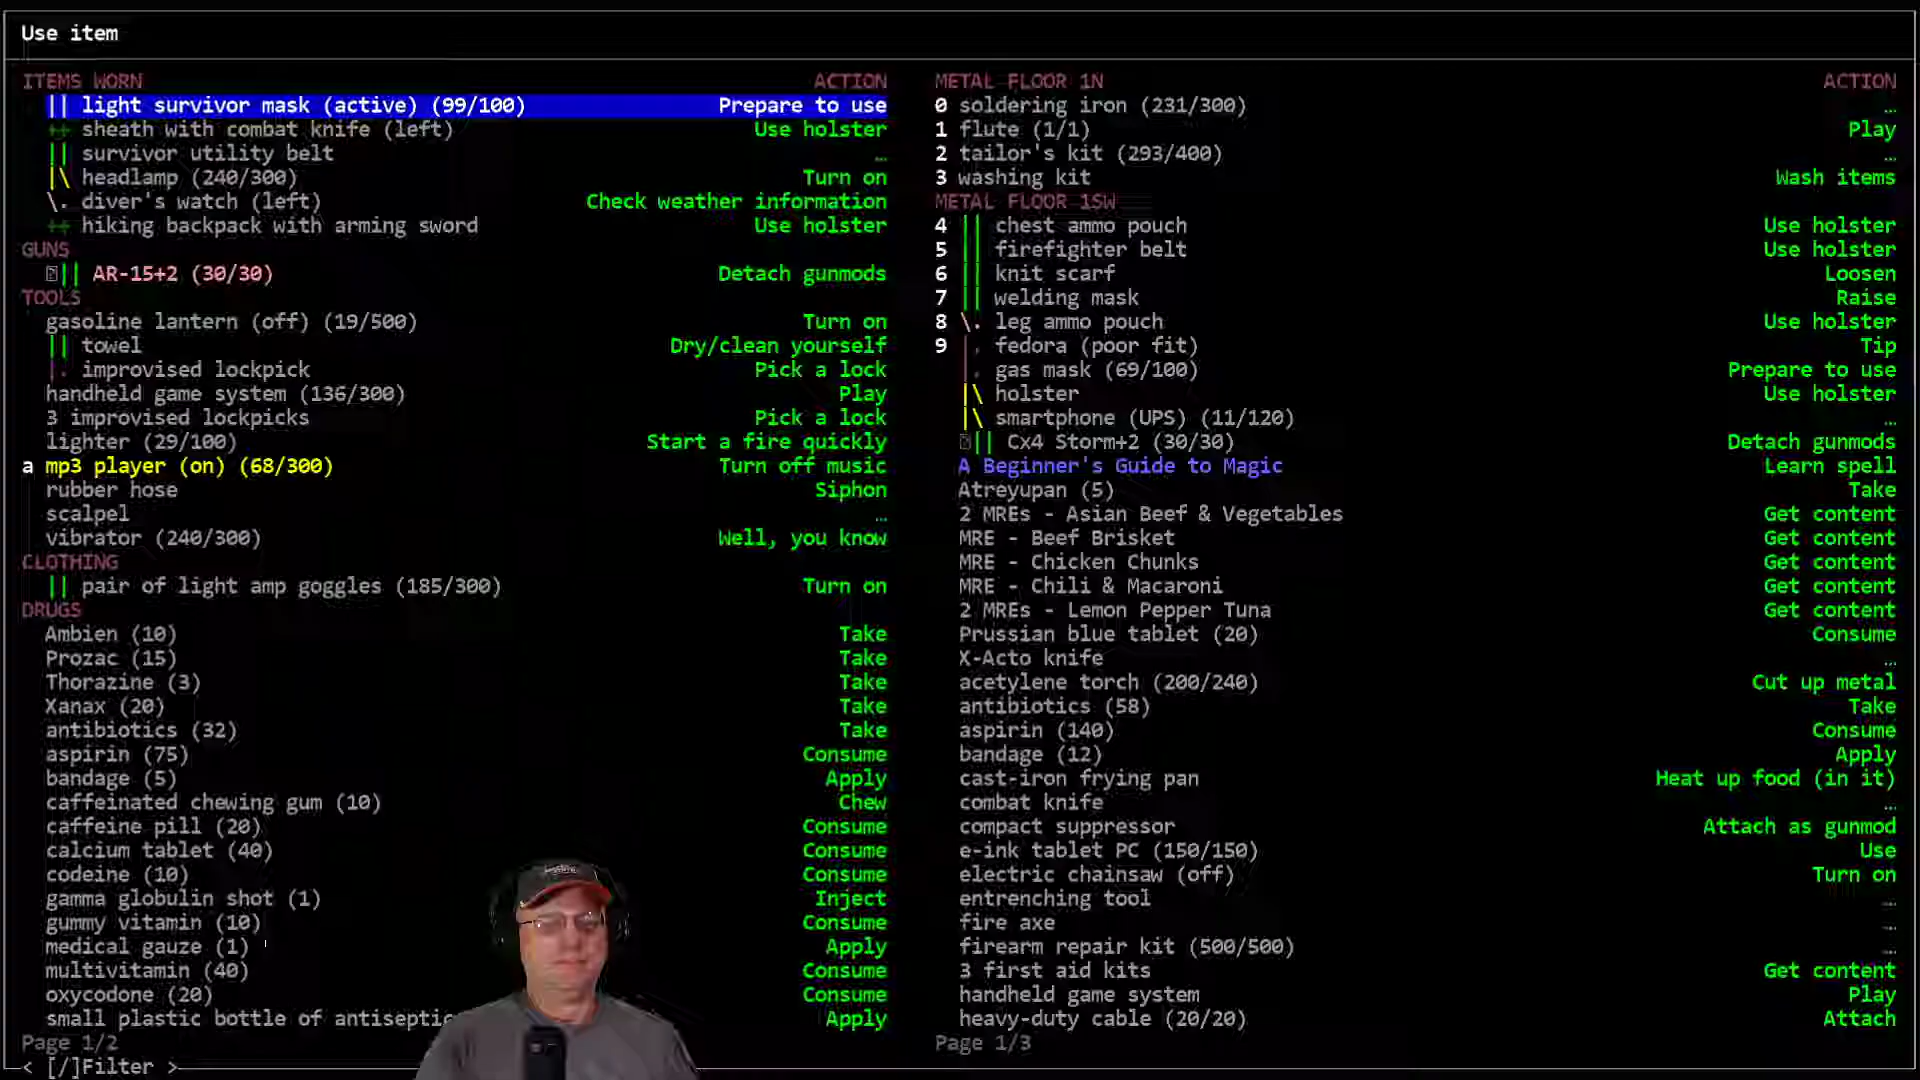 Use item
ITEMS WORN ACTION
|| light survivor mask (active) (99/100) Prepare to use
++ sheath with combat knife (left) Use holster
|| survivor utility belt …
|\ headlamp (240/300) Turn on
\. diver's watch (left) Check weather information
++ hiking backpack with arming sword Use holster
GUNS
|| AR-15+2 (30/30) Detach gunmods
TOOLS
gasoline lantern (off) (19/500) Turn on
|| towel Dry/clean yourself
|. improvised lockpick Pick a lock
handheld game system (136/300) Play
3 improvised lockpicks Pick a lock
lighter (29/100) Start a fire quickly
a mp3 player (on) (68/300) Turn off music
rubber hose Siphon
scalpel …
vibrator (240/300) Well, you know
CLOTHING
|| pair of light amp goggles (185/300) Turn on
DRUGS
Ambien (10) Take
Prozac (15) Take
Thorazine (3) Take
Xanax (20) Take
antibiotics (32) Take
aspirin (75) Consume
bandage (5) Apply
caffeinated chewing gum (10) Chew
caffeine pill (20) Consume
calcium tablet (40) Consume
codeine (10) Consume
gamma globulin shot (1) Inject
gummy vitamin (10) Consume
medical gauze (1) Apply
multivitamin (40) Consume
oxycodone (20) Consume
small plastic bottle of antiseptic Apply
Page 1/2
< [/]Filter >
METAL FLOOR 1N ACTION
0 soldering iron (231/300) …
1 flute (1/1) Play
2 tailor's kit (293/400) …
3 washing kit Wash items
METAL FLOOR 1SW
4 || chest ammo pouch Use holster
5 || firefighter belt Use holster
6 || knit scarf Loosen
7 || welding mask Raise
8 \. leg ammo pouch Use holster
9 |. fedora (poor fit) Tip
|. gas mask (69/100) Prepare to use
|\ holster Use holster
|\ smartphone (UPS) (11/120) …
|| Cx4 Storm+2 (30/30) Detach gunmods
A Beginner's Guide to Magic Learn spell
Atreyupan (5) Take
2 MREs - Asian Beef & Vegetables Get content
MRE - Beef Brisket Get content
MRE - Chicken Chunks Get content
MRE - Chili & Macaroni Get content
2 MREs - Lemon Pepper Tuna Get content
Prussian blue tablet (20) Consume
X-Acto knife …
acetylene torch (200/240) Cut up metal
antibiotics (58) Take
aspirin (140) Consume
bandage (12) Apply
cast-iron frying pan Heat up food (in it)
combat knife …
compact suppressor Attach as gunmod
e-ink tablet PC (150/150) Use
electric chainsaw (off) Turn on
entrenching tool …
fire axe …
firearm repair kit (500/500) …
3 first aid kits Get content
handheld game system Play
heavy-duty cable (20/20) Attach
Page 1/3